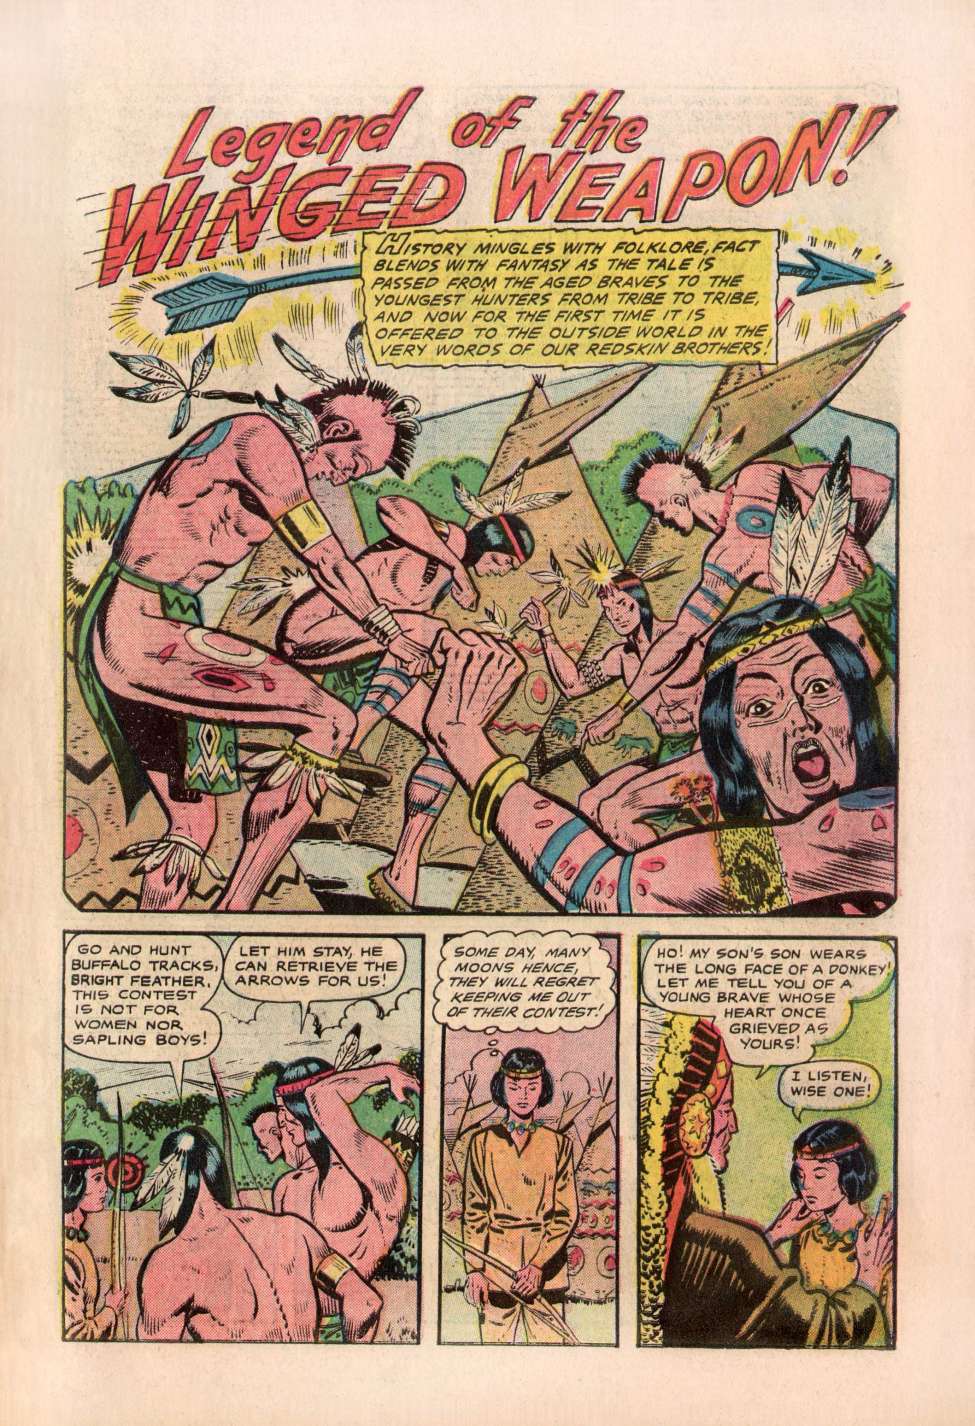 Legend of the
WINGED WEAPON!
HISTORY MINGLES WITH FOLKLORE, FACT
BLENDS WITH FANTASY AS THE TALE IS
PASSED FROM THE AGED BRAVES TO THE
YOUNGEST HUNTERS FROM TRIBE TO TRIBE,
AND NOW FOR THE FIRST TIME IT IS
OFFERED TO THE OUTSIDE WORLD IN THE
VERY WORDS OF OUR REDSKIN BROTHERS!
GO AND HUNT
BUFFALO TRACKS,
BRIGHT FEATHER,
THIS CONTEST
IS NOT FOR
WOMEN NOR
SAPLING BOYS!
LET HIM STAY, HE
CAN RETRIEVE THE
ARROWS FOR US!
SOME DAY, MANY
MOONS HENCE,
THEY WILL REGRET
KEEPING ME OUT
OF THEIR CONTEST!
HO! MY SON'S SON WEARS
THE LONG FACE OF A DONKEY!
LET ME TELL YOU OF A
YOUNG BRAVE WHOSE
HEART ONCE
GRIEVED AS
YOURS!
I LISTEN,
WISE ONE!